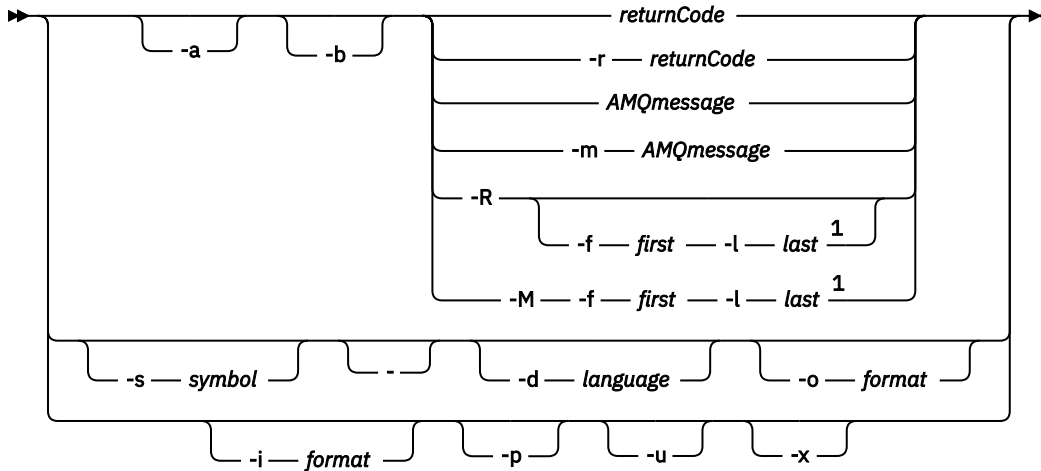 returnCode
-a -b
-r returnCode
AMQmessage
-m AMQmessage
-R
-f first -l last 1
-M -f first -l last 1
-s symbol - -d language -o format
-i format -p -u -x